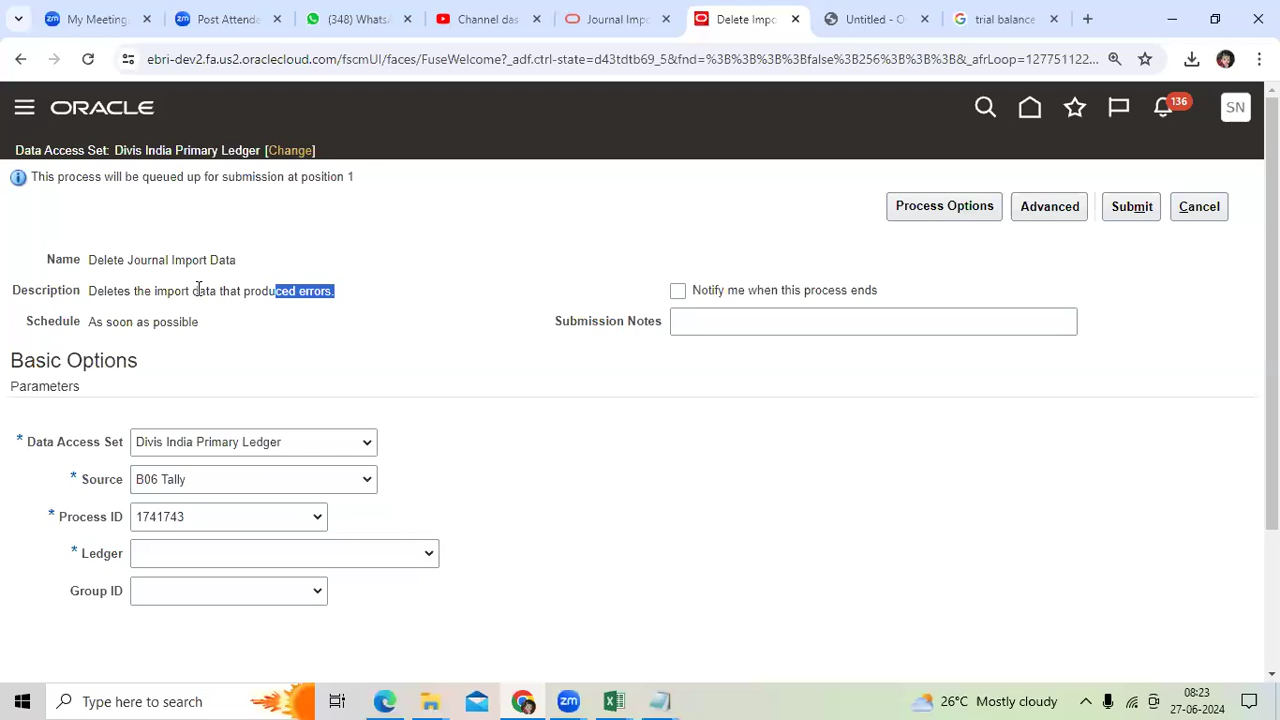 My Meeting
Post Attende
(348) Whats
Channel das
Journal Impo
Delete Impo
Untitled - O
trial balance
ebri-dev2.fa.us2.oraclecloud.com/fscmUI/faces/FuseWelcome?_adf.ctrl-state=d43tdtb69_5&fnd=%3B%3B%3B%3Bfalse%3B256%3B%3B%3B&_afrLoop=127751122...
ORACLE
136
SN
Data Access Set: Divis India Primary Ledger [Change]
This process will be queued up for submission at position 1
Process Options
Advanced
Submit
Cancel
Name Delete Journal Import Data
Description Deletes the import data that produced errors.
Notify me when this process ends
Schedule As soon as possible
Submission Notes
Basic Options
Parameters
* Data Access Set Divis India Primary Ledger
* Source B06 Tally
* Process ID 1741743
* Ledger
Group ID
Type here to search
26°C Mostly cloudy
08:23
27-06-2024